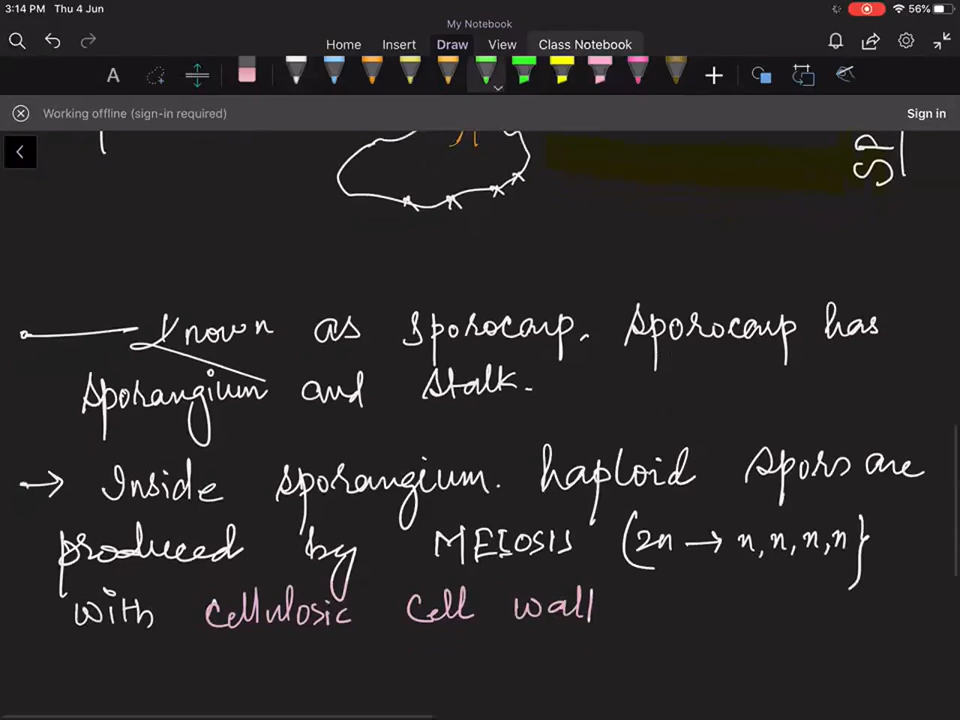 3:14 PM Thu 4 Jun
56%
My Notebook
Home Insert Draw View Class Notebook
A
Working offline (sign-in required) Sign in
SP
Known as Sporocarp. Sporocarp has
Sporangium and stalk.
→ Inside sporangium. haploid spors are
produced by MEIOSIS (2n → n, n, n, n}
with Cellulosic Cell wall